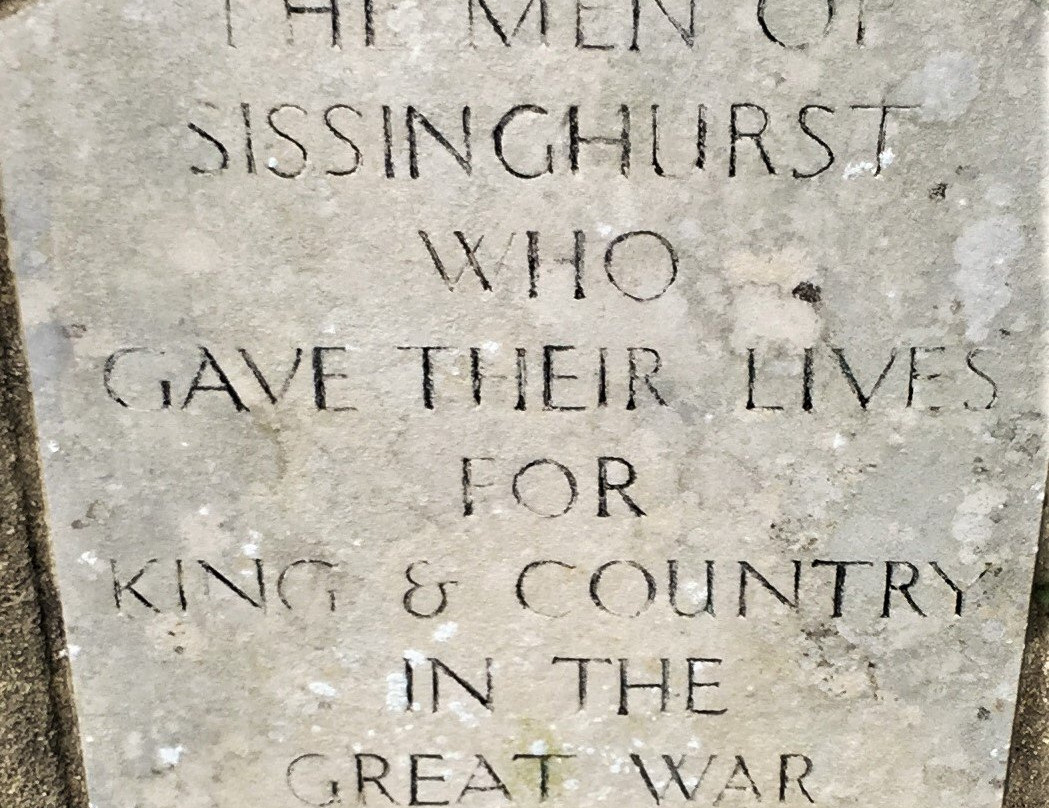 THE MEN OF
SISSINGHURST
WHO
GAVE THEIR LIVES
FOR
KING & COUNTRY
IN THE
GREAT WAR